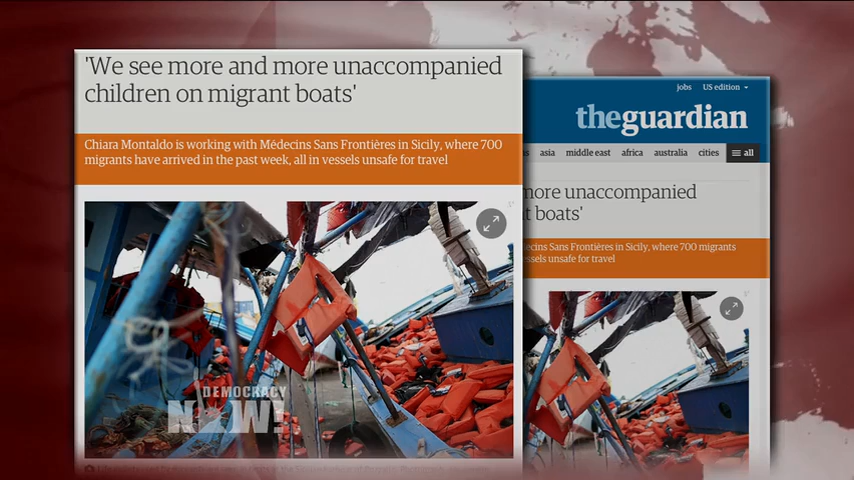 'We see more and more unaccompanied
children on migrant boats'
Chiara Montaldo is working with Médecins Sans Frontières in Sicily, where 700
migrants have arrived in the past week, all in vessels unsafe for travel
DEMOCRACY
NOW!
jobs US edition
theguardian
es asia middle east africa australia cities all
more unaccompanied
t boats'
decins Sans Frontières in Sicily, where 700 migrants
essels unsafe for travel